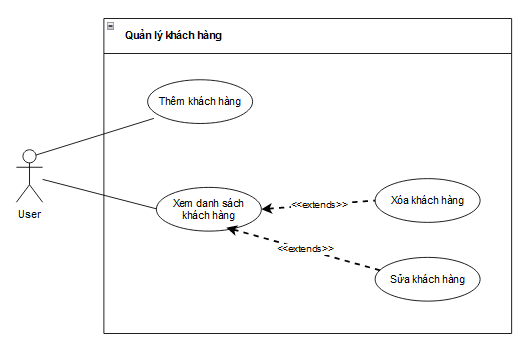 Quản lý khách hàng
Thêm khách hàng
User
Xem danh sách
khách hàng
<<extends>>
Xóa khách hàng
<<extends>>
Sửa khách hàng